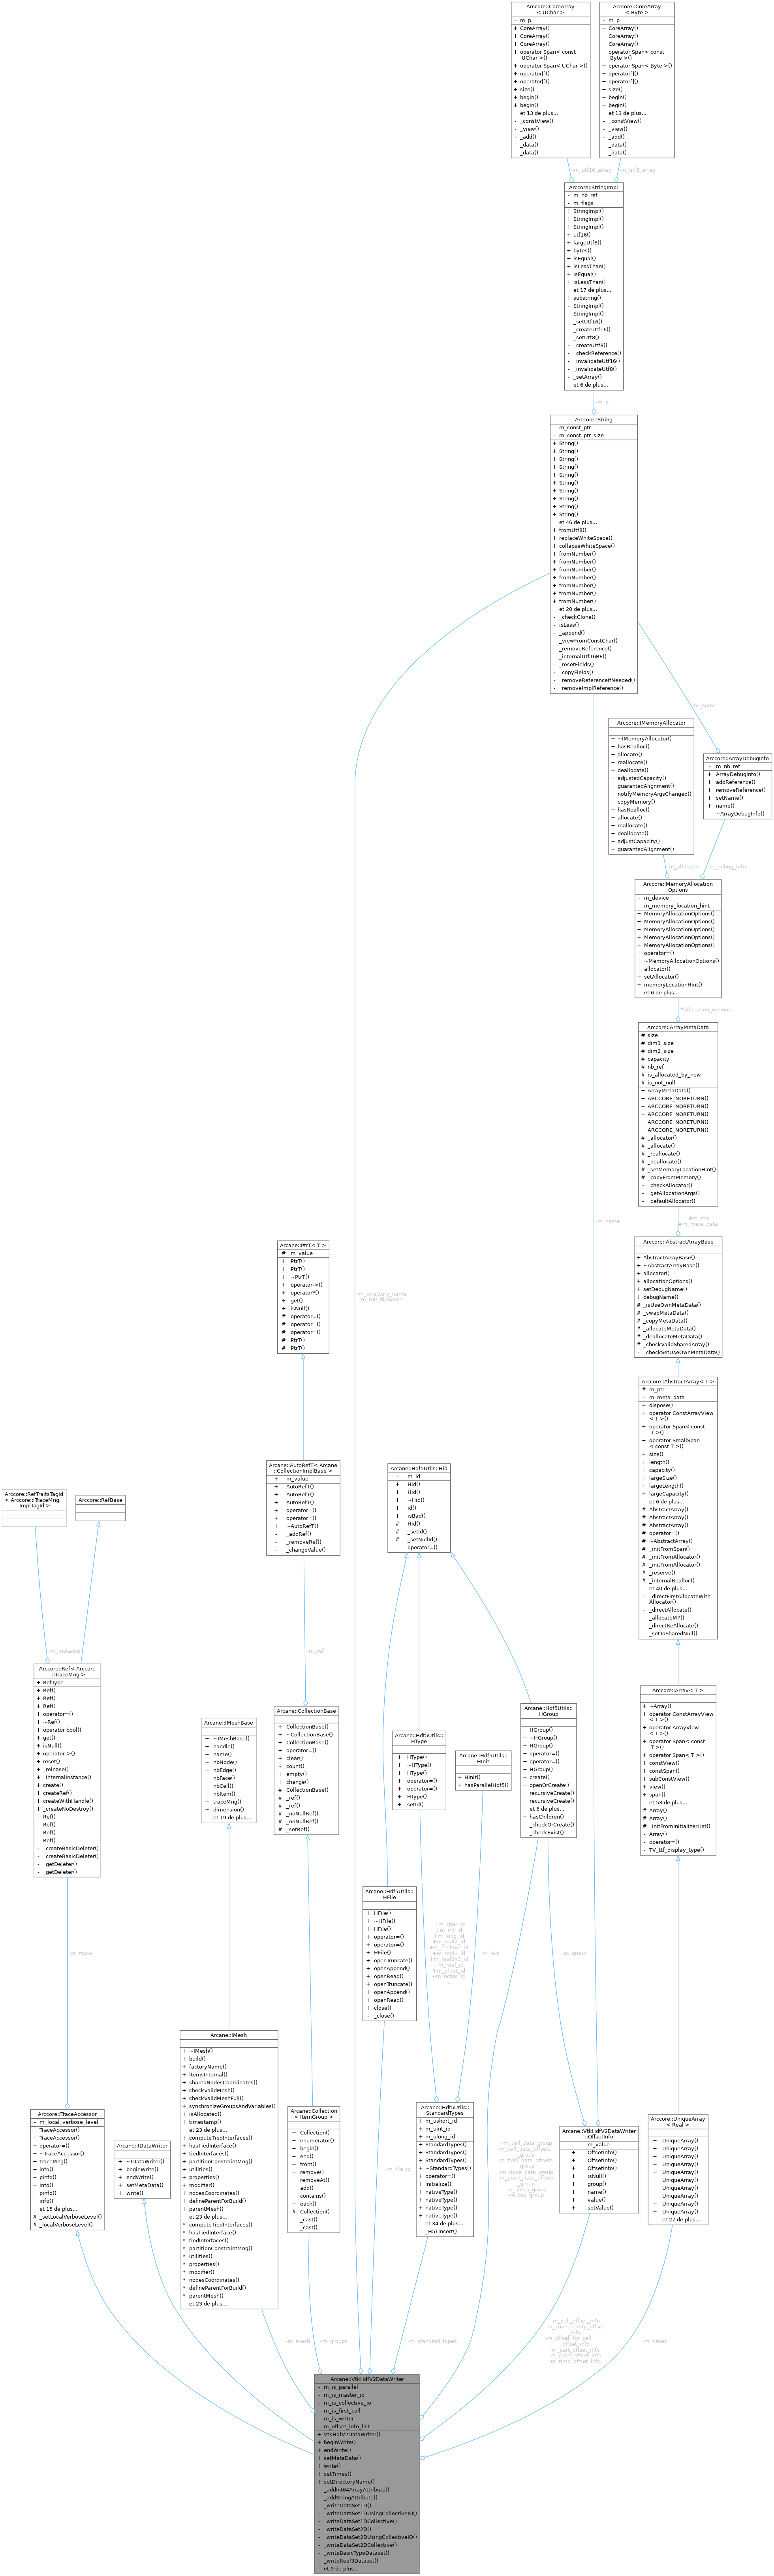 Arccore::CoreArray
< UChar >
- m_p
+ CoreArray()
+ CoreArray()
+ CoreArray()
+ operator Span< const
UChar >()
+ operator Span< UChar >()
+ operator[]()
+ operator[]()
+ size()
+ begin()
+ begin()
et 13 de plus...
- _constView()
- _view()
- _add()
- _data()
- _data()
Arccore::CoreArray
< Byte >
- m_p
+ CoreArray()
+ CoreArray()
+ CoreArray()
+ operator Span< const
Byte >()
+ operator Span< Byte >()
+ operator[]()
+ operator[]()
+ size()
+ begin()
+ begin()
et 13 de plus...
- _constView()
- _view()
- _add()
- _data()
- _data()
-m_utf16_array
-m_utf8_array
Arccore::StringImpl
- m_nb_ref
- m_flags
+ StringImpl()
+ StringImpl()
+ StringImpl()
+ utf16()
+ largeUtf8()
+ bytes()
+ isEqual()
+ isLessThan()
+ isEqual()
+ isLessThan()
et 17 de plus...
+ substring()
- StringImpl()
- StringImpl()
- _setUtf16()
- _createUtf16()
- _setUtf8()
- _createUtf8()
- _checkReference()
- _invalidateUtf16()
- _invalidateUtf8()
- _setArray()
et 6 de plus...
-m_p
Arccore::String
- m_const_ptr
- m_const_ptr_size
+ String()
+ String()
+ String()
+ String()
+ String()
+ String()
+ String()
+ String()
+ String()
+ String()
et 46 de plus...
+ fromUtf8()
+ replaceWhiteSpace()
+ collapseWhiteSpace()
+ fromNumber()
+ fromNumber()
+ fromNumber()
+ fromNumber()
+ fromNumber()
+ fromNumber()
+ fromNumber()
et 20 de plus...
- _checkClone()
- isLess()
- _append()
- _viewFromConstChar()
- _removeReference()
- _internalUtf16BE()
- _resetFields()
- _copyFields()
- _removeReferenceIfNeeded()
- _removeImplReference()
-m_name
Arccore::IMemoryAllocator
+ ~IMemoryAllocator()
+ hasRealloc()
+ allocate()
+ reallocate()
+ deallocate()
+ adjustedCapacity()
+ guarantedAlignment()
+ notifyMemoryArgsChanged()
+ copyMemory()
+ hasRealloc()
+ allocate()
+ reallocate()
+ deallocate()
+ adjustCapacity()
+ guarantedAlignment()
Arccore::ArrayDebugInfo
- m_nb_ref
+ ArrayDebugInfo()
+ addReference()
+ removeReference()
+ setName()
+ name()
- ~ArrayDebugInfo()
-m_allocator
-m_debug_info
Arccore::MemoryAllocation
Options
- m_device
- m_memory_location_hint
+ MemoryAllocationOptions()
+ MemoryAllocationOptions()
+ MemoryAllocationOptions()
+ MemoryAllocationOptions()
+ MemoryAllocationOptions()
+ operator=()
+ ~MemoryAllocationOptions()
+ allocator()
+ setAllocator()
+ memoryLocationHint()
et 6 de plus...
#allocation_options
Arccore::ArrayMetaData
# size
# dim1_size
# dim2_size
# capacity
# nb_ref
# is_allocated_by_new
# is_not_null
+ ArrayMetaData()
+ ARCCORE_NORETURN()
+ ARCCORE_NORETURN()
+ ARCCORE_NORETURN()
+ ARCCORE_NORETURN()
+ ARCCORE_NORETURN()
# _allocator()
# _allocate()
# _reallocate()
# _deallocate()
# _setMemoryLocationHint()
# _copyFromMemory()
- _checkAllocator()
- _getAllocationArgs()
- _defaultAllocator()
#m_md
#m_meta_data
-m_name
Arccore::AbstractArrayBase
+ AbstractArrayBase()
+ ~AbstractArrayBase()
+ allocator()
+ allocationOptions()
+ setDebugName()
+ debugName()
# _isUseOwnMetaData()
# _swapMetaData()
# _copyMetaData()
# _allocateMetaData()
# _deallocateMetaData()
# _checkValidSharedArray()
- _checkSetUseOwnMetaData()
Arcane::PtrT< T >
# m_value
+ PtrT()
+ PtrT()
+ ~PtrT()
+ operator->()
+ operator*()
+ get()
+ isNull()
# operator=()
# operator=()
# operator=()
# PtrT()
# PtrT()
-m_directory_name
-m_full_filename
Arccore::AbstractArray< T >
# m_ptr
- m_meta_data
+ dispose()
+ operator ConstArrayView
< T >()
+ operator Span< const
T >()
+ operator SmallSpan
< const T >()
+ size()
+ length()
+ capacity()
+ largeSize()
+ largeLength()
+ largeCapacity()
et 6 de plus...
# AbstractArray()
# AbstractArray()
# AbstractArray()
# operator=()
# ~AbstractArray()
# _initFromSpan()
# _initFromAllocator()
# _initFromAllocator()
# _reserve()
# _internalRealloc()
et 40 de plus...
- _directFirstAllocateWith
Allocator()
- _directAllocate()
- _allocateMP()
- _directReAllocate()
- _setToSharedNull()
Arcane::AutoRefT< Arcane
::CollectionImplBase >
+ m_value
+ AutoRefT()
+ AutoRefT()
+ AutoRefT()
+ operator=()
+ operator=()
+ ~AutoRefT()
- _addRef()
- _removeRef()
- _changeValue()
Arcane::Hdf5Utils::Hid
- m_id
+ Hid()
+ Hid()
+ ~Hid()
+ id()
+ isBad()
# Hid()
# _setId()
# _setNullId()
- operator=()
Arccore::RefTraitsTagId
< Arccore::ITraceMng,
ImplTagId >
Arccore::RefBase
-m_instance
-m_ref
Arccore::Ref< Arccore
::ITraceMng >
+ RefType
+ Ref()
+ Ref()
+ Ref()
+ operator=()
+ ~Ref()
+ operator bool()
+ get()
+ isNull()
+ operator->()
+ reset()
+ _release()
+ _internalInstance()
+ create()
+ createRef()
+ createWithHandle()
+ _createNoDestroy()
- Ref()
- Ref()
- Ref()
- Ref()
- _createBasicDeleter()
- _createBasicDeleter()
- _getDeleter()
- _getDeleter()
Arcane::IMeshBase
+ ~IMeshBase()
+ handle()
+ name()
+ nbNode()
+ nbEdge()
+ nbFace()
+ nbCell()
+ nbItem()
+ traceMng()
+ dimension()
et 19 de plus...
Arcane::CollectionBase
+ CollectionBase()
+ ~CollectionBase()
+ CollectionBase()
+ operator=()
+ clear()
+ count()
+ empty()
+ change()
# CollectionBase()
# _ref()
# _ref()
# _noNullRef()
# _noNullRef()
# _setRef()
Arcane::Hdf5Utils::
HType
+ HType()
+ ~HType()
+ HType()
+ operator=()
+ operator=()
+ HType()
+ setId()
Arcane::Hdf5Utils::
HInit
+ HInit()
+ hasParallelHdf5()
Arcane::Hdf5Utils::
HGroup
+ HGroup()
+ ~HGroup()
+ HGroup()
+ operator=()
+ operator=()
+ HGroup()
+ create()
+ openOrCreate()
+ recursiveCreate()
+ recursiveCreate()
et 6 de plus...
+ hasChildren()
- _checkOrCreate()
- _checkExist()
Arccore::Array< T >
+ ~Array()
+ operator ConstArrayView
< T >()
+ operator ArrayView
< T >()
+ operator Span< const
T >()
+ operator Span< T >()
+ constView()
+ constSpan()
+ subConstView()
+ view()
+ span()
et 53 de plus...
# Array()
# Array()
# _initFromInitializerList()
- Array()
- operator=()
- TV_ttf_display_type()
Arcane::Hdf5Utils::
HFile
+ HFile()
+ ~HFile()
+ HFile()
+ operator=()
+ operator=()
+ HFile()
+ openTruncate()
+ openAppend()
+ openRead()
+ openTruncate()
+ openAppend()
+ openRead()
+ close()
- _close()
-m_trace
+m_char_id
+m_int_id
+m_long_id
+m_real2_id
+m_real2x2_id
+m_real3_id
+m_real3x3_id
+m_real_id
+m_short_id
+m_uchar_id
...
-m_init
-m_group
Arccore::TraceAccessor
- m_local_verbose_level
+ TraceAccessor()
+ TraceAccessor()
+ operator=()
+ ~TraceAccessor()
+ traceMng()
+ info()
+ pinfo()
+ info()
+ pinfo()
+ info()
et 15 de plus...
# _setLocalVerboseLevel()
# _localVerboseLevel()
Arcane::IDataWriter
+ ~IDataWriter()
+ beginWrite()
+ endWrite()
+ setMetaData()
+ write()
Arcane::IMesh
+ ~IMesh()
+ build()
+ factoryName()
+ itemsInternal()
+ sharedNodesCoordinates()
+ checkValidMesh()
+ checkValidMeshFull()
+ synchronizeGroupsAndVariables()
+ isAllocated()
+ timestamp()
et 23 de plus...
* computeTiedInterfaces()
* hasTiedInterface()
* tiedInterfaces()
* partitionConstraintMng()
* utilities()
* properties()
* modifier()
* nodesCoordinates()
* defineParentForBuild()
* parentMesh()
et 23 de plus...
* computeTiedInterfaces()
* hasTiedInterface()
* tiedInterfaces()
* partitionConstraintMng()
* utilities()
* properties()
* modifier()
* nodesCoordinates()
* defineParentForBuild()
* parentMesh()
et 23 de plus...
Arcane::Collection
< ItemGroup >
+ Collection()
+ enumerator()
+ begin()
+ end()
+ front()
+ remove()
+ removeAt()
+ add()
+ contains()
+ each()
# Collection()
- _cast()
- _cast()
-m_file_id
Arcane::Hdf5Utils::
StandardTypes
+ m_ushort_id
+ m_uint_id
+ m_ulong_id
+ StandardTypes()
+ StandardTypes()
+ StandardTypes()
+ ~StandardTypes()
+ operator=()
+ initialize()
+ nativeType()
+ nativeType()
+ nativeType()
+ nativeType()
et 34 de plus...
- _H5Tinsert()
-m_cell_data_group
-m_cell_data_offsets
_group
-m_field_data_offsets
_group
-m_node_data_group
-m_point_data_offsets
_group
-m_steps_group
-m_top_group
Arcane::VtkHdfV2DataWriter
::OffsetInfo
- m_value
+ OffsetInfo()
+ OffsetInfo()
+ OffsetInfo()
+ isNull()
+ group()
+ name()
+ value()
+ setValue()
Arccore::UniqueArray
< Real >
+ UniqueArray()
+ UniqueArray()
+ UniqueArray()
+ UniqueArray()
+ UniqueArray()
+ UniqueArray()
+ UniqueArray()
+ UniqueArray()
+ UniqueArray()
+ UniqueArray()
et 27 de plus...
-m_mesh
-m_groups
-m_standard_types
-m_cell_offset_info
-m_connectivity_offset
_info
-m_offset_for_cell
_offset_info
-m_part_offset_info
-m_point_offset_info
-m_time_offset_info
-m_times
Arcane::VtkHdfV2DataWriter
- m_is_parallel
- m_is_master_io
- m_is_collective_io
- m_is_first_call
- m_is_writer
- m_offset_info_list
+ VtkHdfV2DataWriter()
+ beginWrite()
+ endWrite()
+ setMetaData()
+ write()
+ setTimes()
+ setDirectoryName()
- _addInt64ArrayAttribute()
- _addStringAttribute()
- _writeDataSet1D()
- _writeDataSet1DUsingCollectiveIO()
- _writeDataSet1DCollective()
- _writeDataSet2D()
- _writeDataSet2DUsingCollectiveIO()
- _writeDataSet2DCollective()
- _writeBasicTypeDataset()
- _writeReal3Dataset()
et 9 de plus...